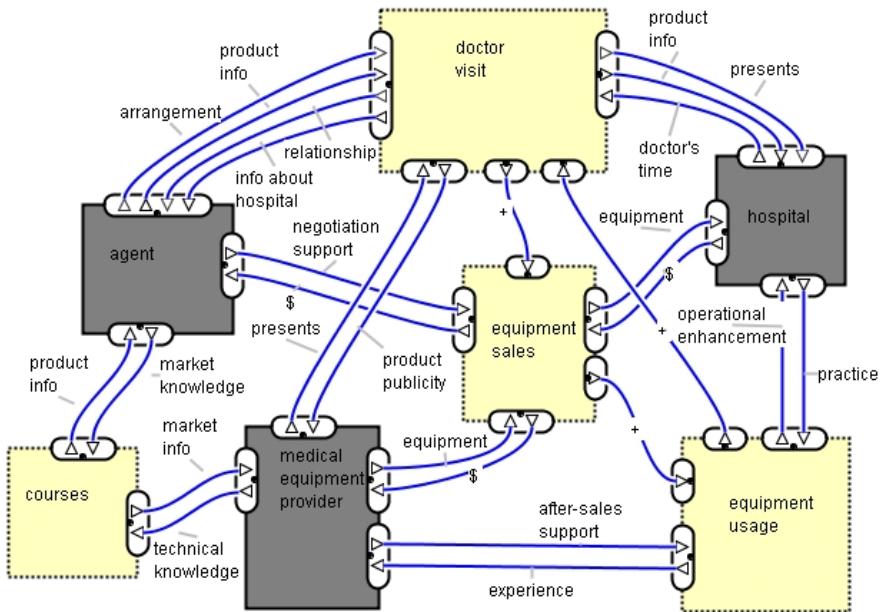 product
info
doctor
visit
product
info
presents
arrangement
relationship
info about
hospital
doctor's
time
agent
negotiation
support
equipment
hospital
+
$
$
presents
product
publicity
equipment
sales
+
operational
enhancement
product
info
market
knowledge
practice
market
info
medical
equipment
provider
equipment
$
+
courses
equipment
usage
after-sales
support
technical
knowledge
experience